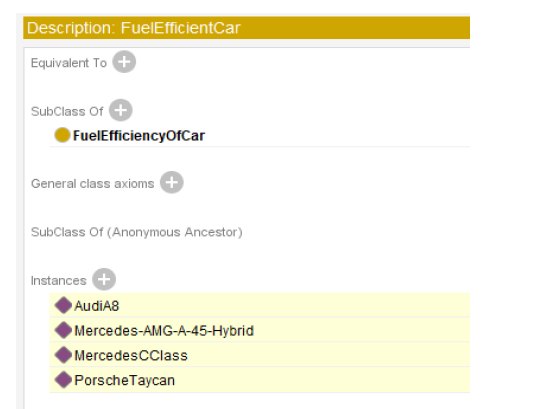 Description: FuelEfficientCar
Equivalent To
SubClass Of
FuelEfficiencyOfCar
General class axioms
SubClass Of (Anonymous Ancestor)
Instances
AudiA8
Mercedes-AMG-A-45-Hybrid
MercedesCClass
PorscheTaycan